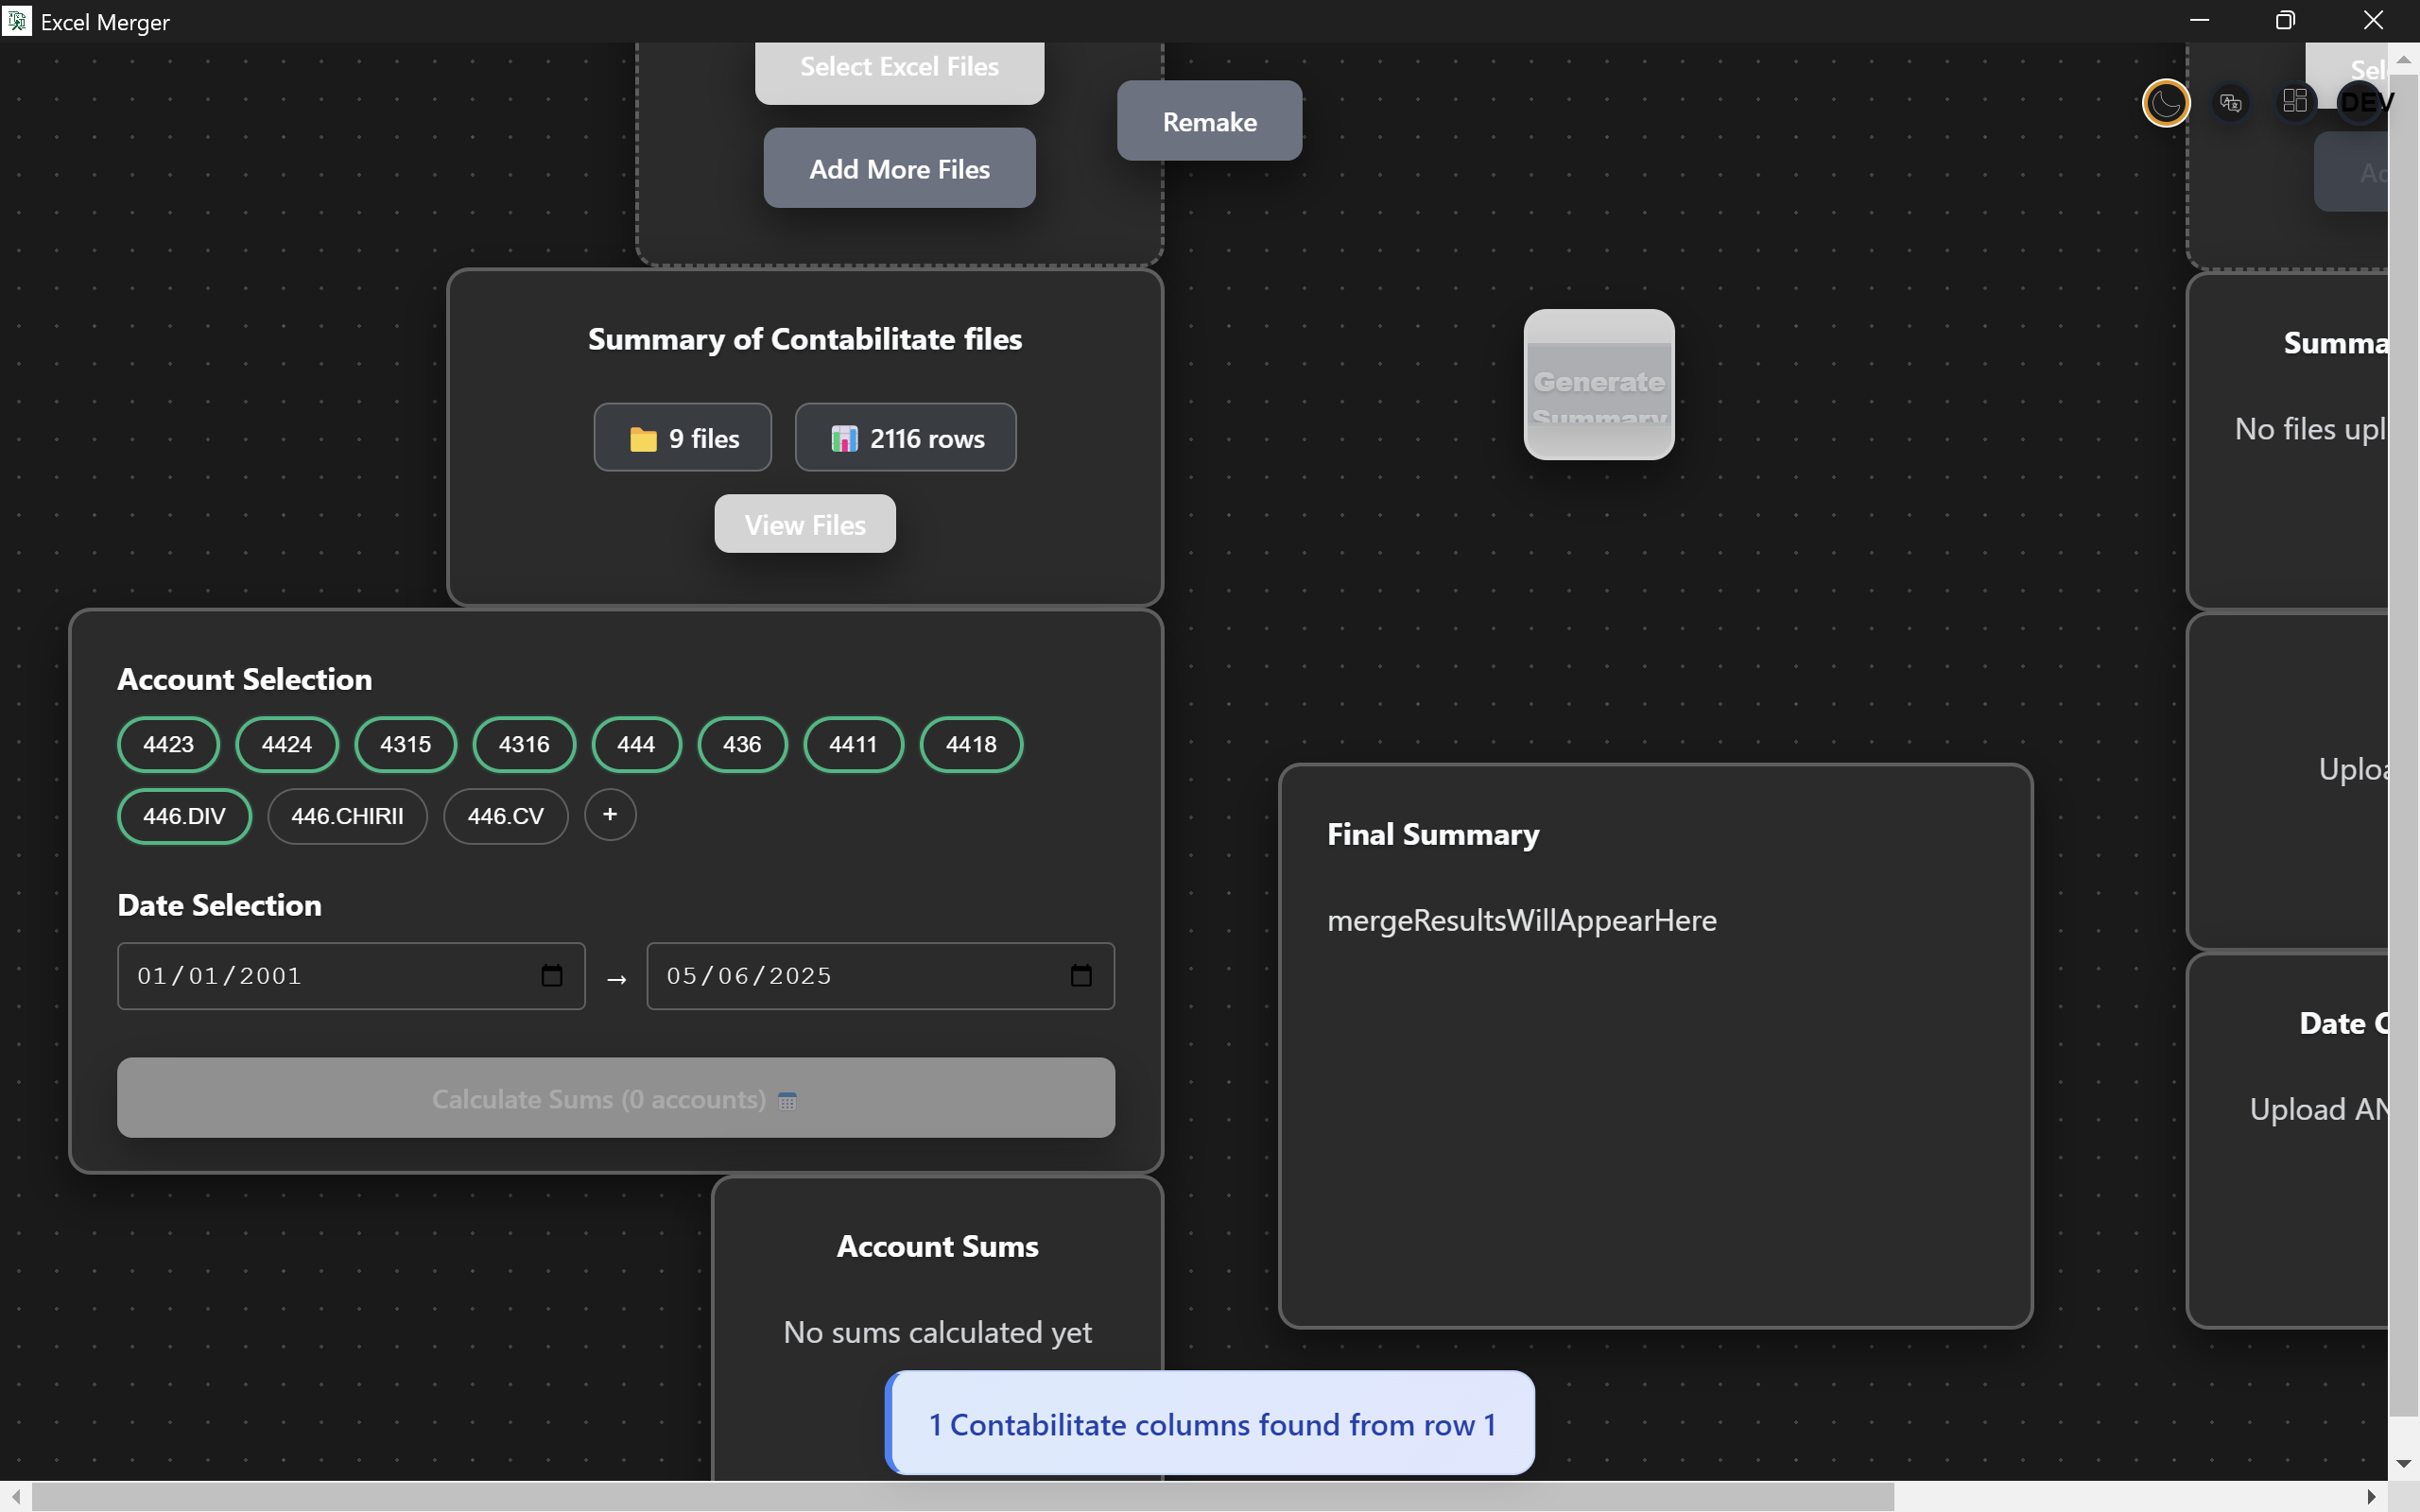 Excel Merger
Select Excel Files
Add More Files
Remake
Sel
DEV
Summary of Contabilitate files
9 files
2116 rows
View Files
Generate
Summary
Summa
No files upl
Account Selection
4423
4424
4315
4316
444
436
4411
4418
446.DIV
446.CHIRII
446.CV
+
Date Selection
01/01/2001
→
05/06/2025
Calculate Sums (0 accounts)
Final Summary
mergeResultsWillAppearHere
Uploa
Date C
Upload AN
Account Sums
No sums calculated yet
1 Contabilitate columns found from row 1